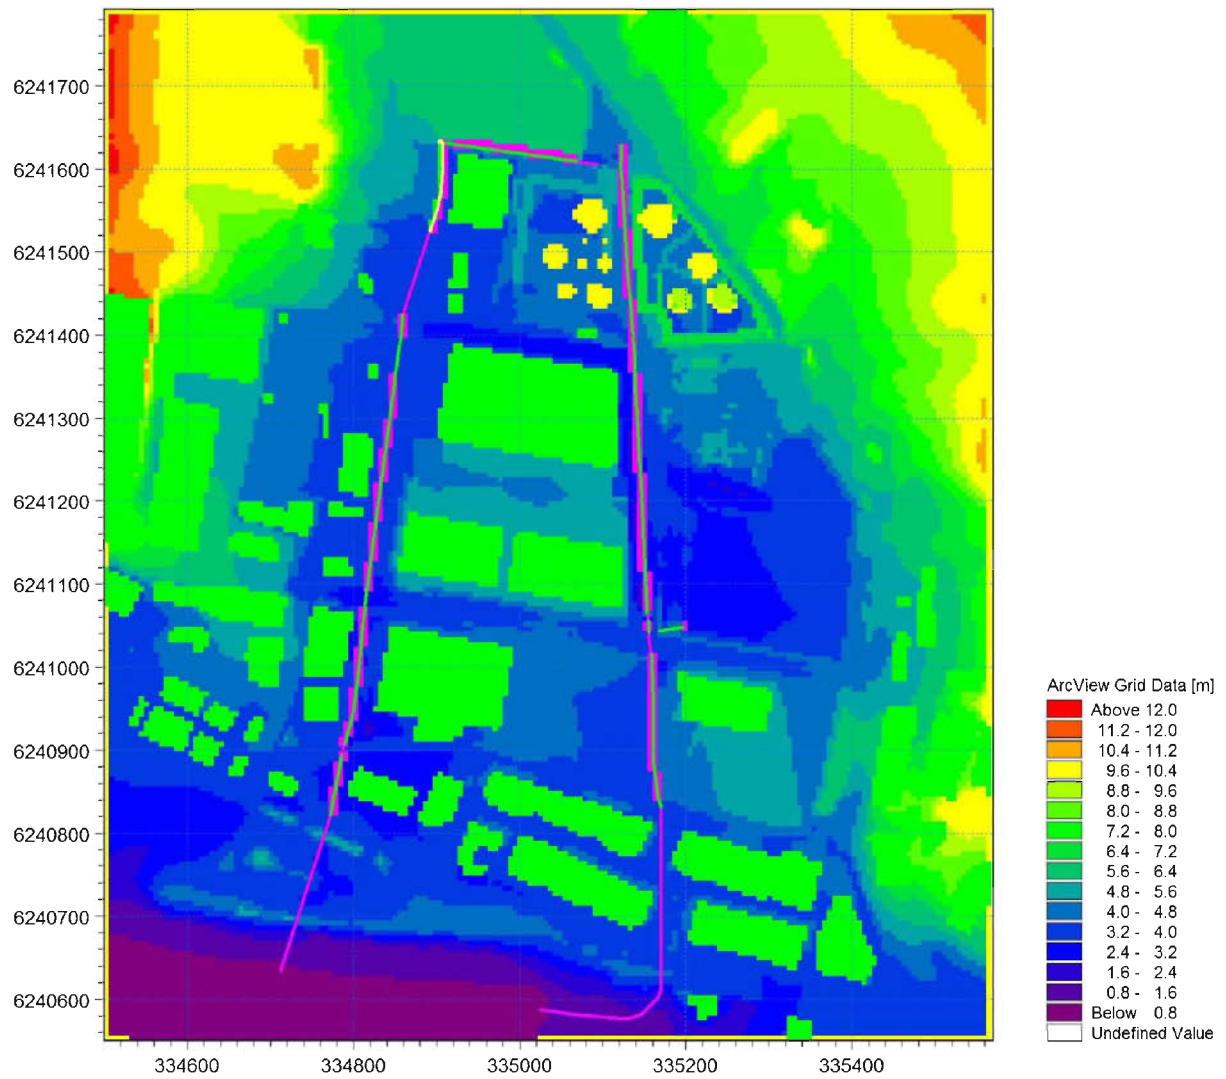 6241700
6241600
6241500
6241400
6241300
6241200
6241100
6241000
6240900
6240800
6240700
6240600
334600 334800 335000 335200 335400
ArcView Grid Data [m]
Above 12.0
11.2 - 12.0
10.4 - 11.2
9.6 - 10.4
8.8 - 9.6
8.0 - 8.8
7.2 - 8.0
6.4 - 7.2
5.6 - 6.4
4.8 - 5.6
4.0 - 4.8
3.2 - 4.0
2.4 - 3.2
1.6 - 2.4
0.8 - 1.6
Below 0.8
Undefined Value